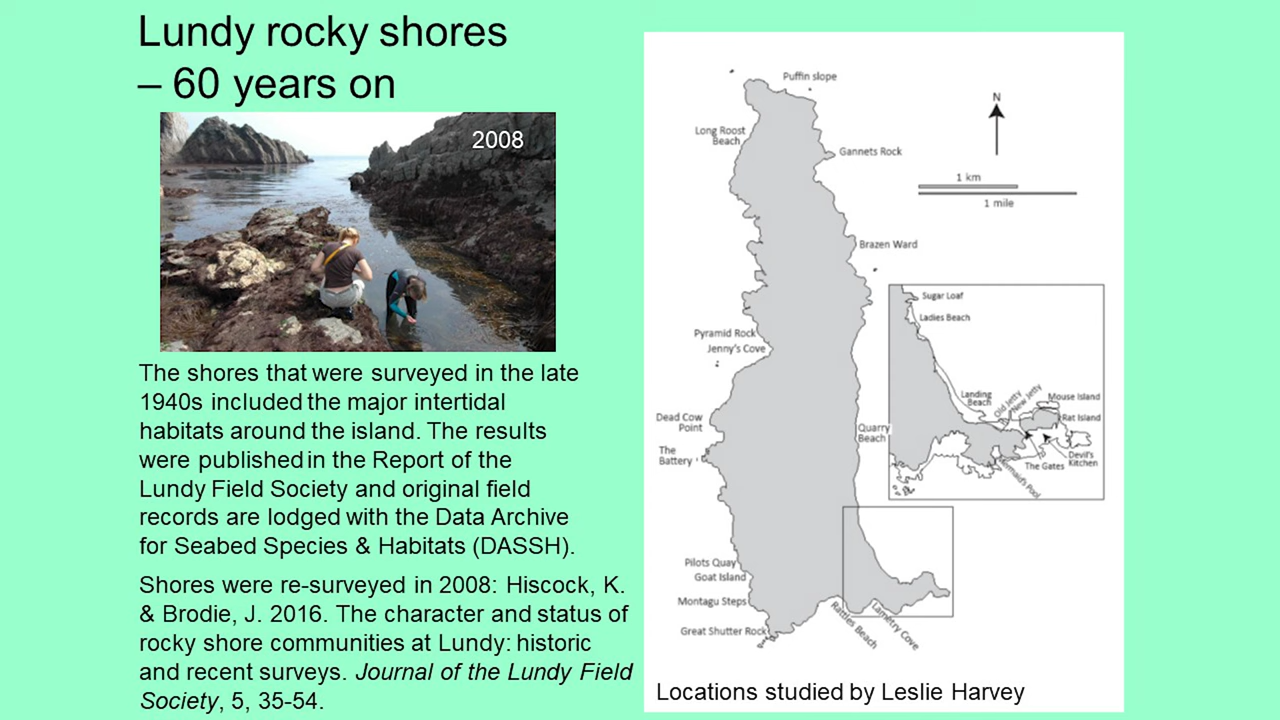 Lundy rocky shores
– 60 years on
2008
The shores that were surveyed in the late
1940s included the major intertidal
habitats around the island. The results
were published in the Report of the
Lundy Field Society and original field
records are lodged with the Data Archive
for Seabed Species & Habitats (DASSH).
Shores were re-surveyed in 2008: Hiscock, K.
& Brodie, J. 2016. The character and status of
rocky shore communities at Lundy: historic
and recent surveys. Journal of the Lundy Field
Society, 5, 35-54.
Puffin slope
N
Long Roost
Beach
Gannets Rock
1 km
1 mile
Brazen Ward
Sugar Loaf
Ladies Beach
Pyramid Rock
Jenny's Cove
Landing
Beach
Old Jetty
New Jetty
Mouse Island
Rat Island
Dead Cow
Point
Quarry
Beach
The
Battery
Devil's
Kitchen
The Gates
Mermaid's Pool
Pilots Quay
Goat Island
Montagu Steps
Great Shutter Rock
Rattles Beach
Lametry Cove
Locations studied by Leslie Harvey